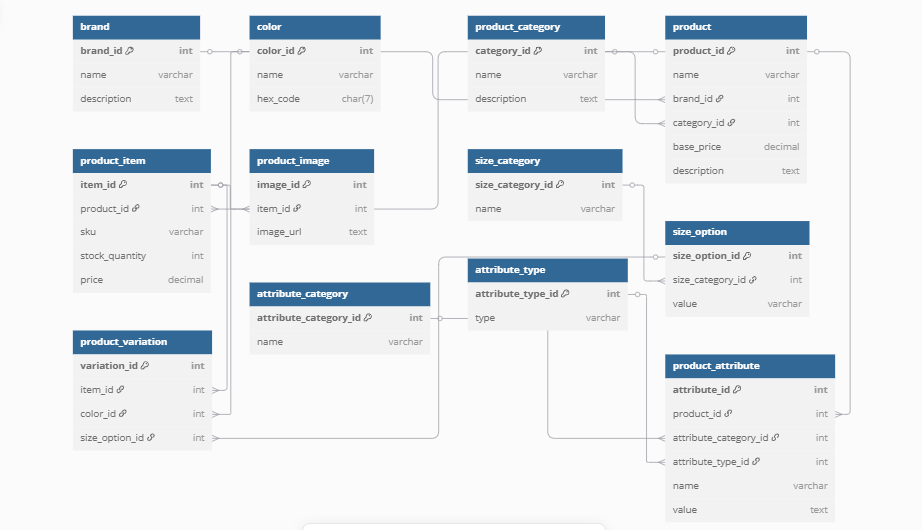 brand
brand_id int
name varchar
description text
color
color_id int
name varchar
hex_code char(7)
product_category
category_id int
name varchar
description text
product
product_id int
name varchar
brand_id int
category_id int
base_price decimal
description text
product_item
item_id int
product_id int
sku varchar
stock_quantity int
price decimal
product_image
image_id int
item_id int
image_url text
size_category
size_category_id int
name varchar
size_option
size_option_id int
size_category_id int
value varchar
attribute_category
attribute_category_id int
name varchar
attribute_type
attribute_type_id int
type varchar
product_variation
variation_id int
item_id int
color_id int
size_option_id int
product_attribute
attribute_id int
product_id int
attribute_category_id int
attribute_type_id int
name varchar
value text